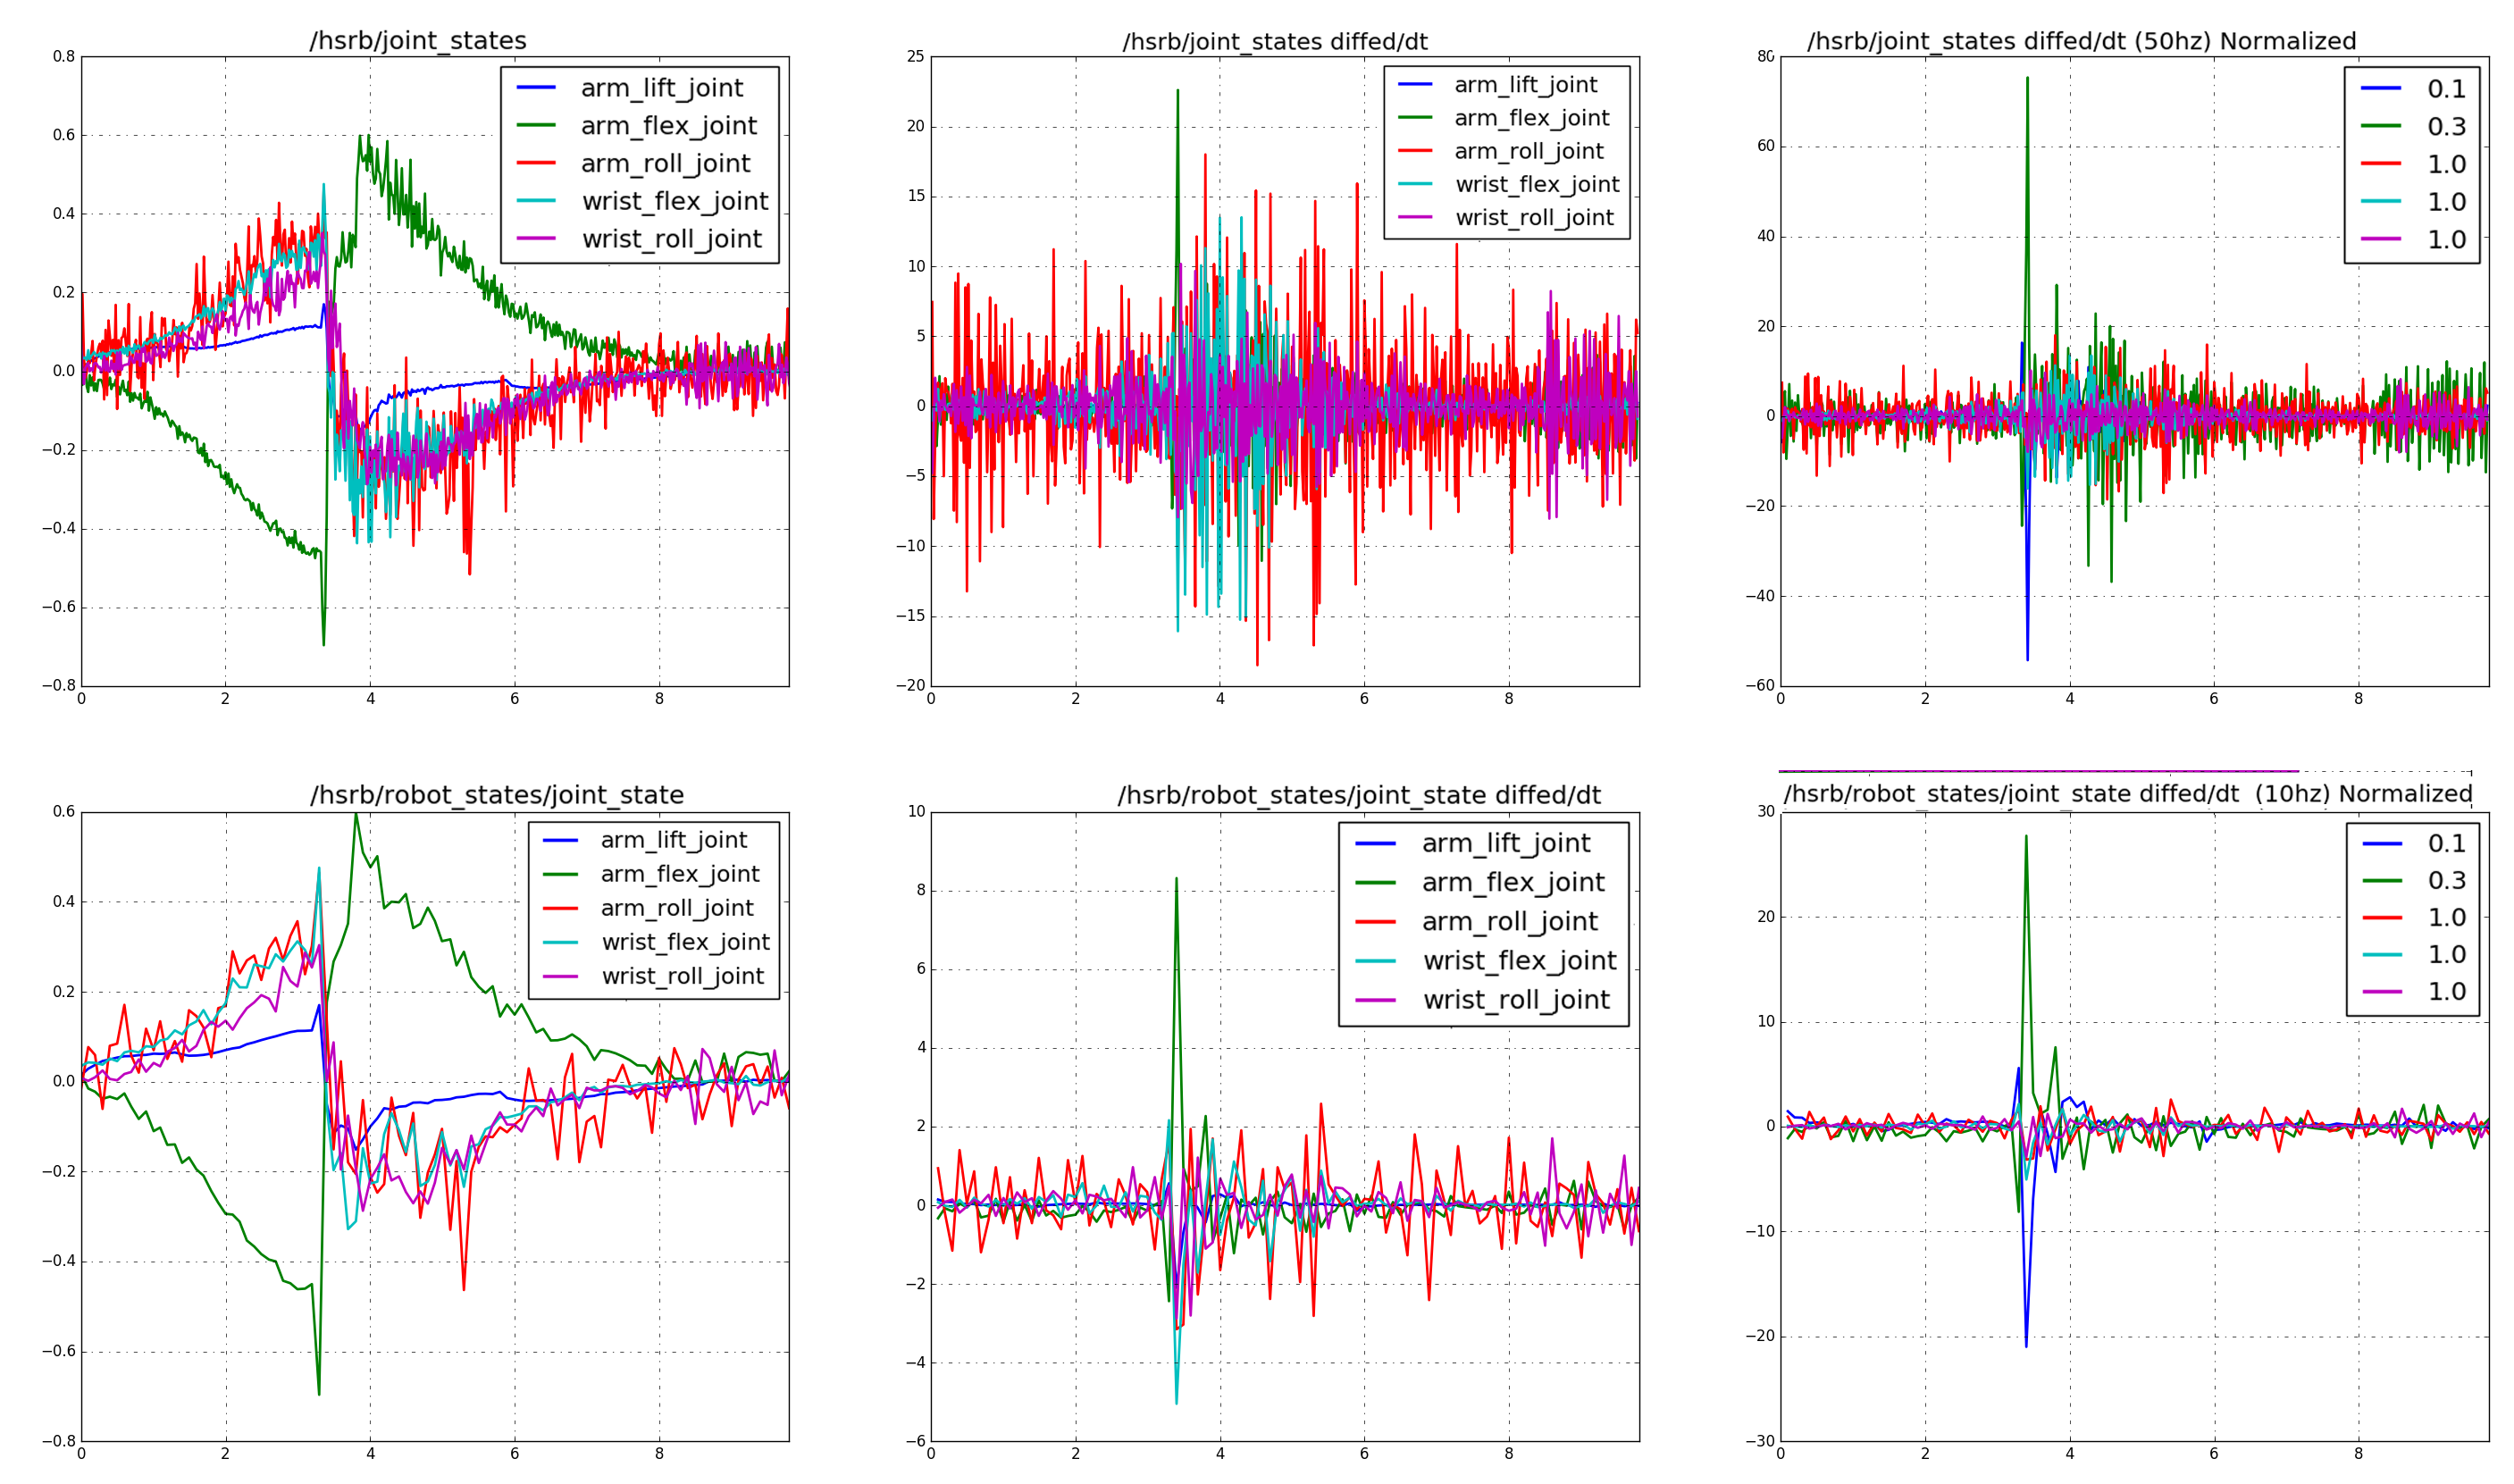 /hsrb/joint_states
0.8
0.6
0.4
0.2
0.0
−0.2
−0.4
−0.6
−0.8
0 2 4 6 8
arm_lift_joint
arm_flex_joint
arm_roll_joint
wrist_flex_joint
wrist_roll_joint
/hsrb/joint_states diffed/dt
25
20
15
10
5
0
−5
−10
−15
−20
0 2 4 6 8
arm_lift_joint
arm_flex_joint
arm_roll_joint
wrist_flex_joint
wrist_roll_joint
/hsrb/joint_states diffed/dt (50hz) Normalized
80
60
40
20
0
−20
−40
−60
0 2 4 6 8
0.1
0.3
1.0
1.0
1.0
/hsrb/robot_states/joint_state
0.6
0.4
0.2
0.0
−0.2
−0.4
−0.6
−0.8
0 2 4 6 8
arm_lift_joint
arm_flex_joint
arm_roll_joint
wrist_flex_joint
wrist_roll_joint
/hsrb/robot_states/joint_state diffed/dt
10
8
6
4
2
0
−2
−4
−6
0 2 4 6 8
arm_lift_joint
arm_flex_joint
arm_roll_joint
wrist_flex_joint
wrist_roll_joint
/hsrb/robot_states/joint_state diffed/dt (10hz) Normalized
30
20
10
0
−10
−20
−30
0 2 4 6 8
0.1
0.3
1.0
1.0
1.0